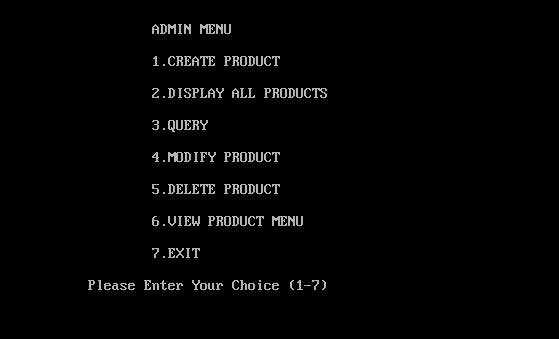 ADMIN MENU
1.CREATE PRODUCT
2.DISPLAY ALL PRODUCTS
3.QUERY
4.MODIFY PRODUCT
5.DELETE PRODUCT
6.VIEW PRODUCT MENU
7.EXIT
Please Enter Your Choice (1-7)